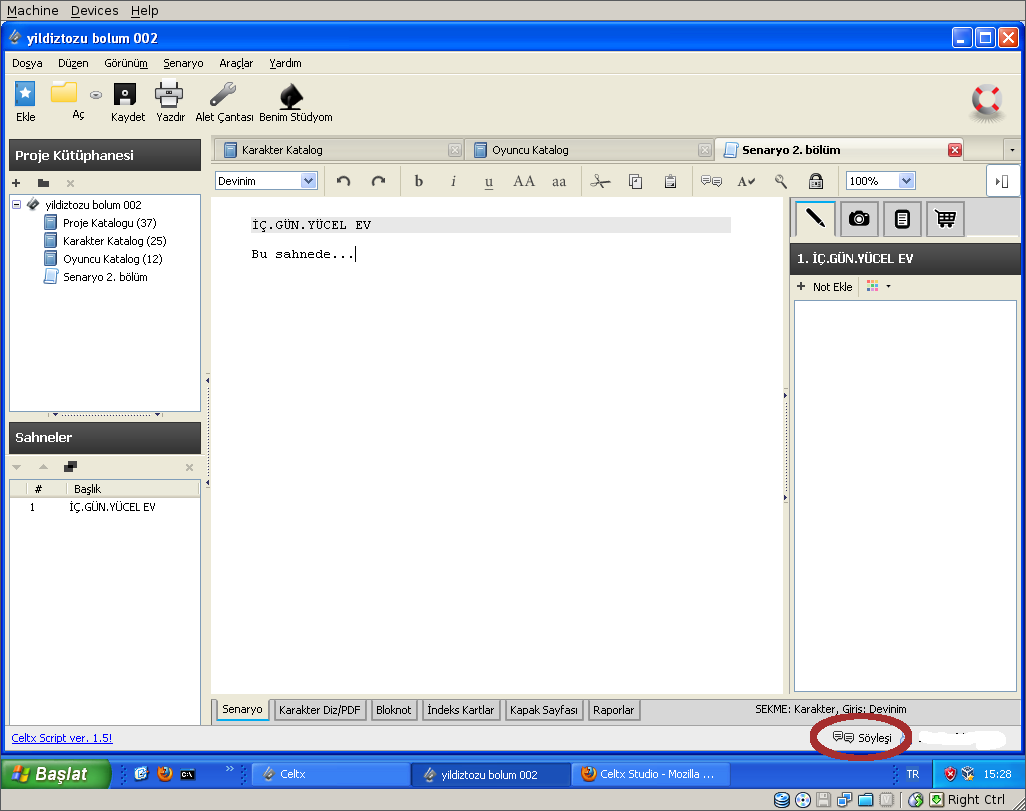 Machine Devices Help
yildiztozu bolum 002
Dosya Düzen Görünüm Senaryo Araçlar Yardım
Ekle Aç Kaydet Yazdır Alet Çantası Benim Stüdyom
Proje Kütüphanesi
Karakter Katalog Oyuncu Katalog Senaryo 2. bölüm
Devinim b i u AA aa A 100%
yildiztozu bolum 002
Proje Katalogu (37)
Karakter Katalog (25)
Oyuncu Katalog (12)
Senaryo 2. bölüm
İÇ.GÜN.YÜCEL EV
Bu sahnede...
1. İÇ.GÜN.YÜCEL EV
+ Not Ekle
Sahneler
# Başlık
1 İÇ.GÜN.YÜCEL EV
Senaryo Karakter Diz/PDF Bloknot İndeks Kartlar Kapak Sayfası Raporlar
SEKME: Karakter, Giriş: Devinim
Celtx Script ver. 1.5!
Söyleşi
Başlat C:\ » Celtx yildiztozu bolum 002 Celtx Studio - Mozilla ... TR 15:28
Right Ctrl